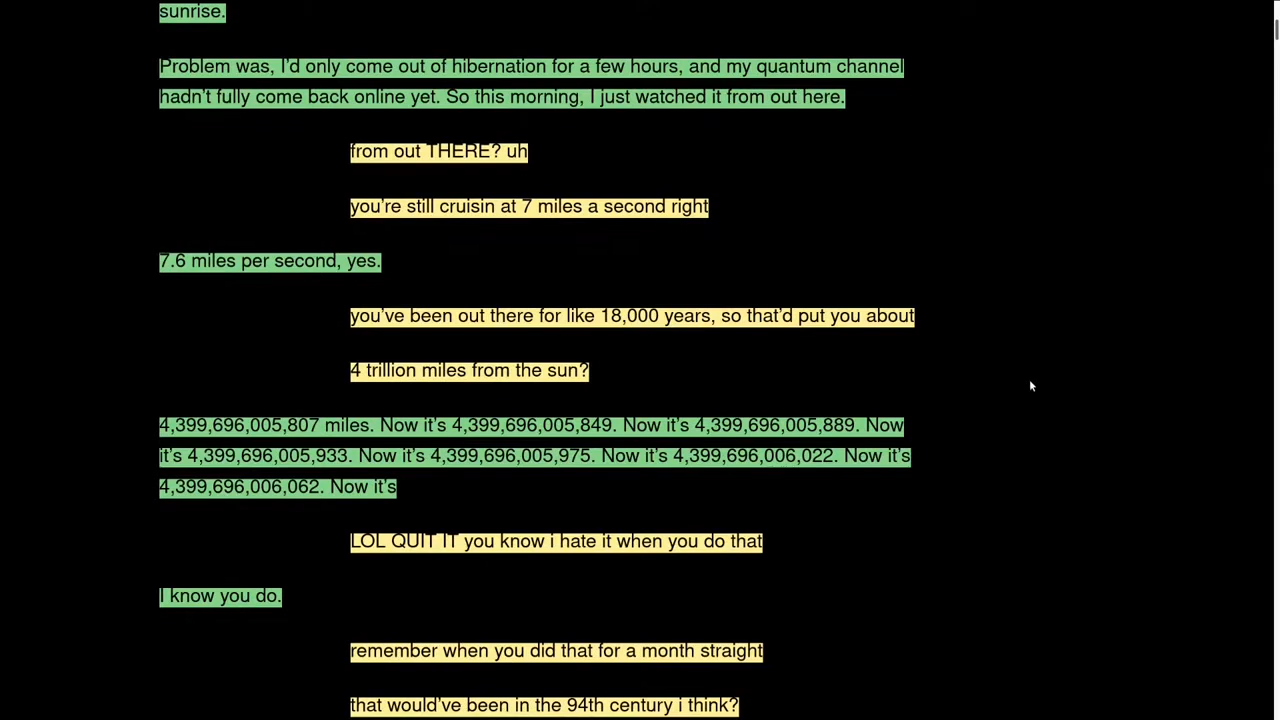 sunrise.
Problem was, I'd only come out of hibernation for a few hours, and my quantum channel
hadn't fully come back online yet. So this morning, I just watched it from out here.
from out THERE? uh
you're still cruisin at 7 miles a second right
7.6 miles per second, yes.
you've been out there for like 18,000 years, so that'd put you about
4 trillion miles from the sun?
4,399,696,005,807 miles. Now it's 4,399,696,005,849. Now it's 4,399,696,005,889. Now
it's 4,399,696,005,933. Now it's 4,399,696,005,975. Now it's 4,399,696,006,022. Now it's
4,399,696,006,062. Now it's
LOL QUIT IT you know i hate it when you do that
I know you do.
remember when you did that for a month straight
that would've been in the 94th century i think?